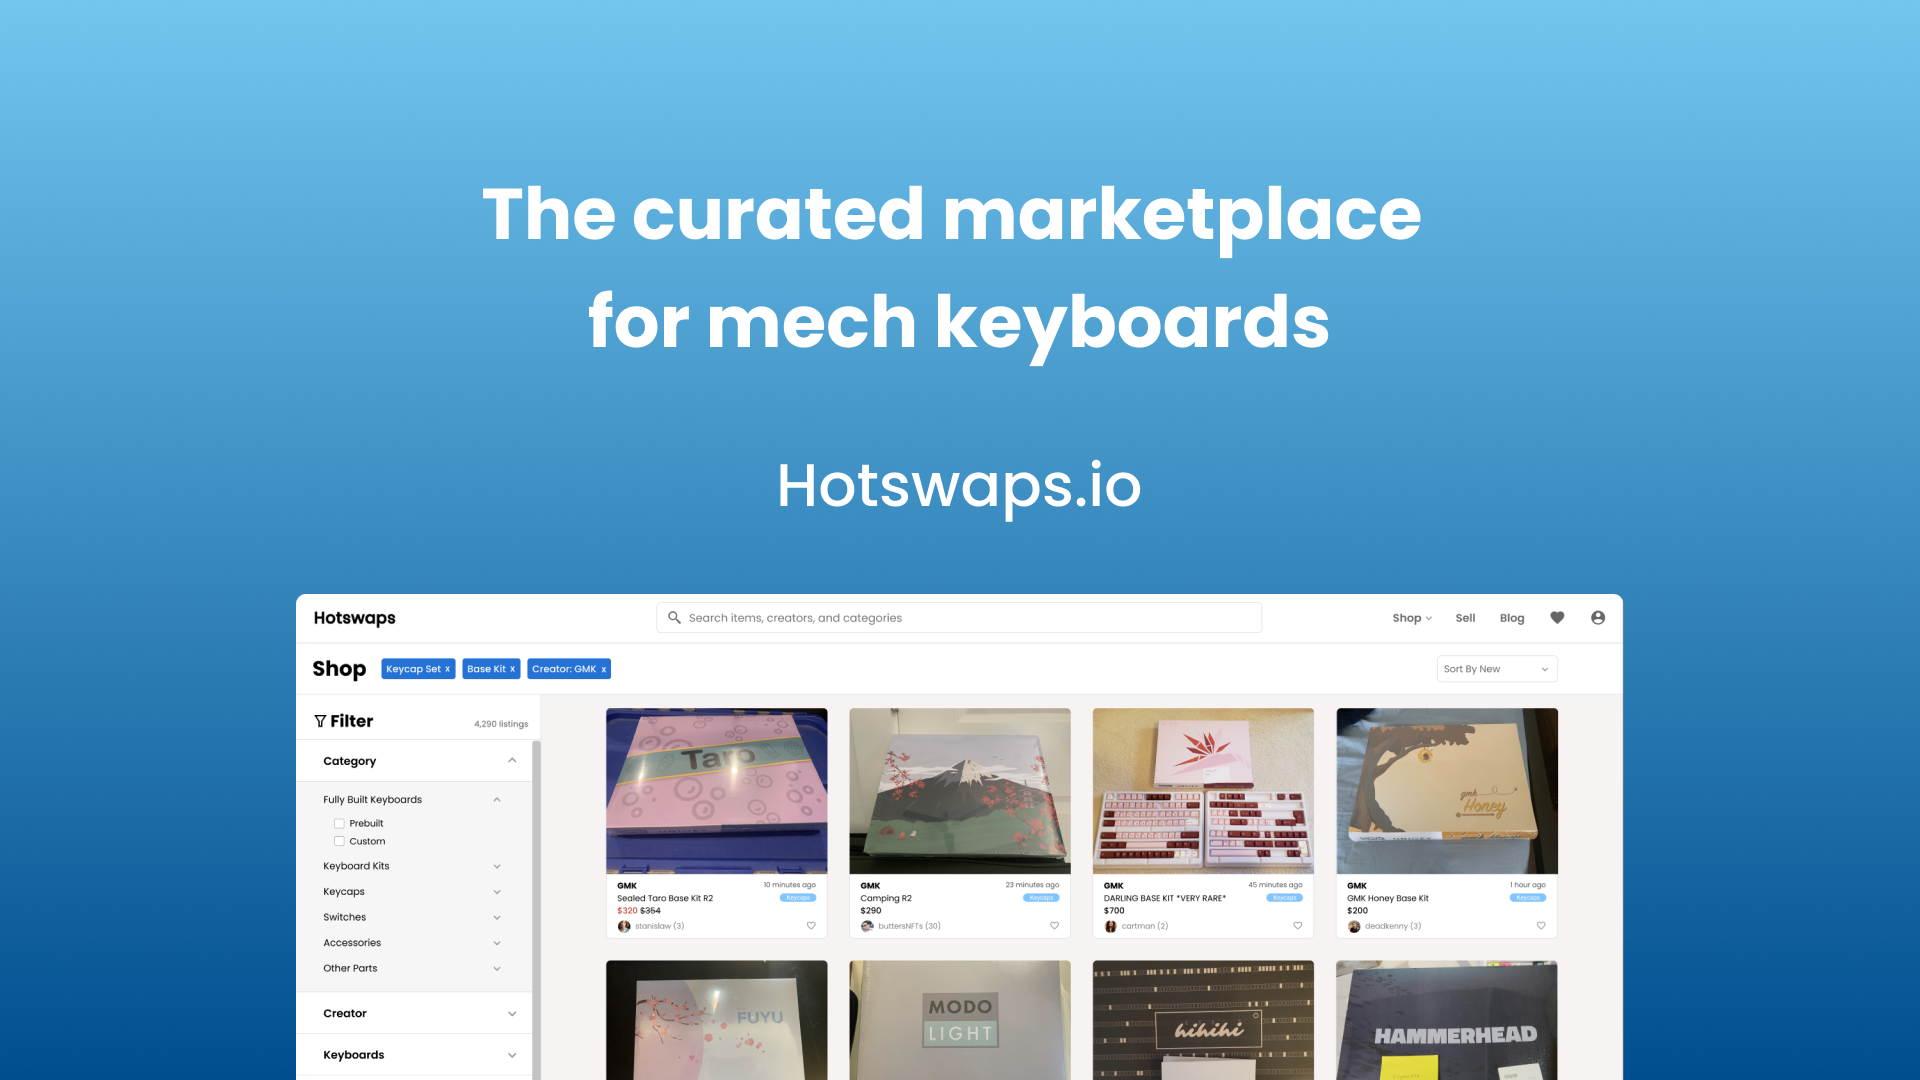 The curated marketplace
for mech keyboards
Hotswaps.io
Hotswaps
Search items, creators, and categories
Shop
Sell
Blog
Shop
Keycap Set x
Base Kit x
Creator: GMK x
Sort By New
Filter
4,290 listings
Category
Fully Built Keyboards
Prebuilt
Custom
Keyboard Kits
Keycaps
Switches
Accessories
Other Parts
Creator
Keyboards
Taro
GMK
10 minutes ago
Sealed Taro Base Kit R2
Keycaps
$320 $354
stanislaw (3)
GMK
23 minutes ago
Camping R2
Keycaps
$290
buttersNFTs (30)
GMK
45 minutes ago
DARLING BASE KIT *VERY RARE*
Keycaps
$700
cartman (2)
gmk
Honey
GMK
1 hour ago
GMK Honey Base Kit
Keycaps
$200
deadkenny (3)
FUYU
MODO
LIGHT
hihihi
HAMMERHEAD